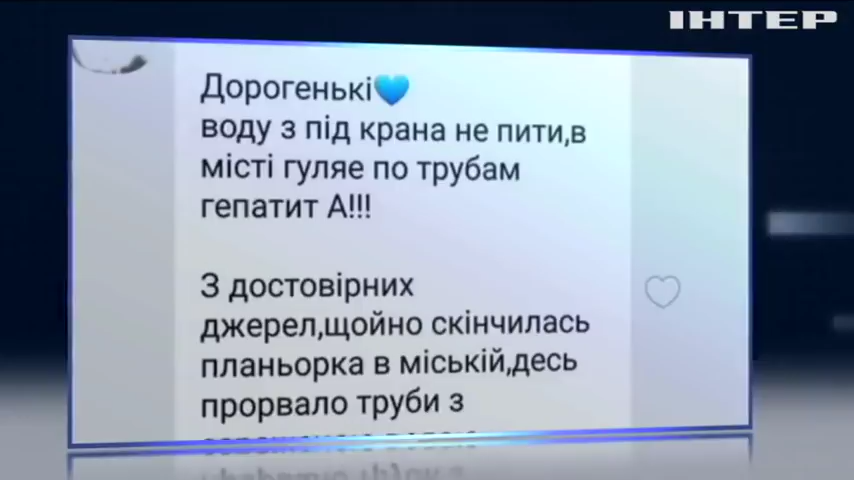 ІНТЕР
Дорогенькі💙
воду з під крана не пити,в
місті гуляє по трубам
гепатит А!!!
З достовірних
джерел,щойно скінчилась
планьорка в міській,десь
прорвало труби з